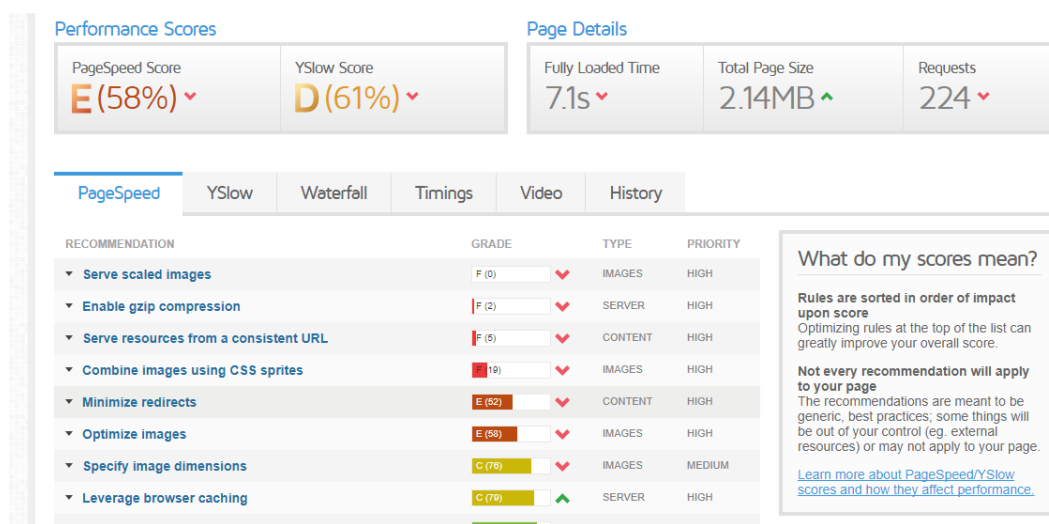 Performance Scores
Page Details
PageSpeed Score
YSlow Score
Fully Loaded Time
Total Page Size
Requests
E (58%)
D (61%)
7.1s
2.14MB
224
PageSpeed
YSlow
Waterfall
Timings
Video
History
RECOMMENDATION GRADE TYPE PRIORITY
Serve scaled images F (0) IMAGES HIGH
Enable gzip compression F (2) SERVER HIGH
Serve resources from a consistent URL F (5) CONTENT HIGH
Combine images using CSS sprites F (19) IMAGES HIGH
Minimize redirects E (52) CONTENT HIGH
Optimize images E (58) IMAGES HIGH
Specify image dimensions C (76) IMAGES MEDIUM
Leverage browser caching C (79) SERVER HIGH
What do my scores mean?
Rules are sorted in order of impact
upon score
Optimizing rules at the top of the list can
greatly improve your overall score.
Not every recommendation will apply
to your page
The recommendations are meant to be
generic, best practices; some things will
be out of your control (eg. external
resources) or may not apply to your page.
Learn more about PageSpeed/YSlow
scores and how they affect performance.